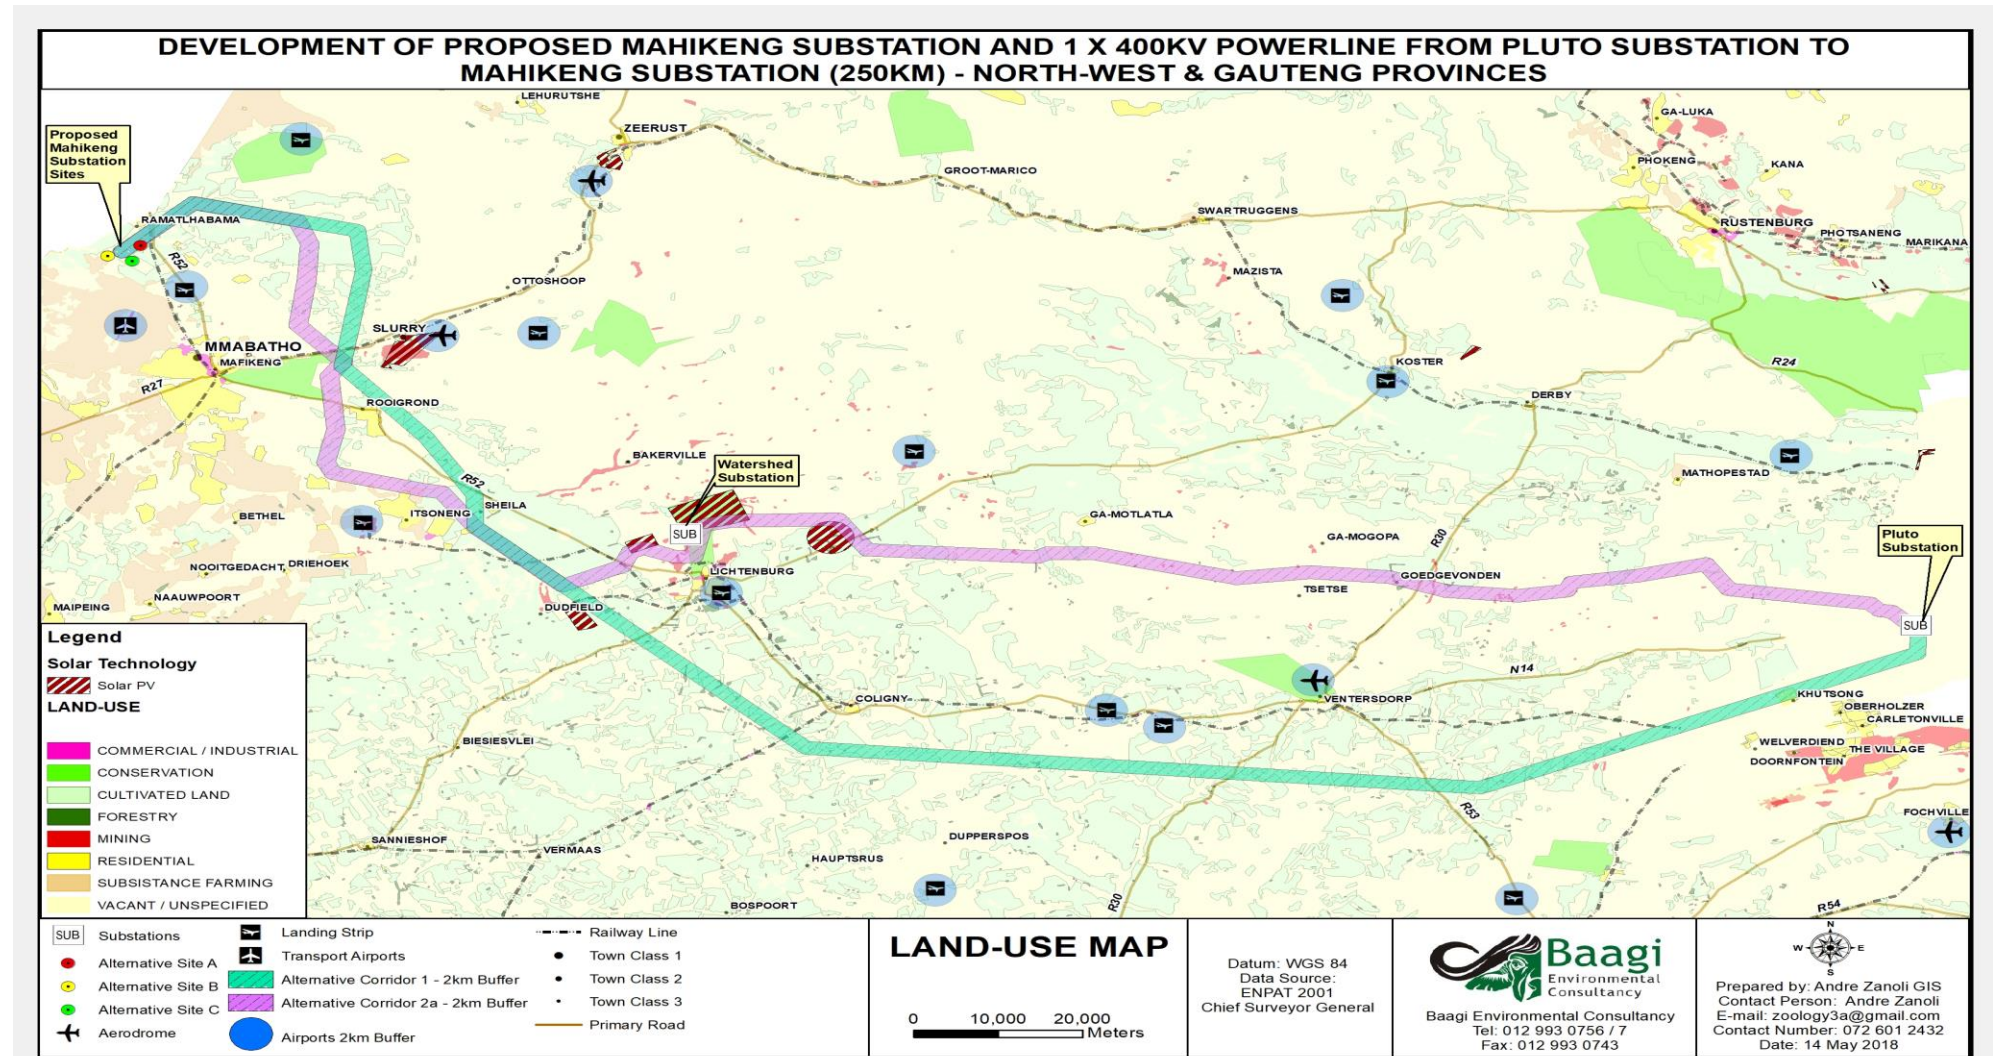 DEVELOPMENT OF PROPOSED MAHIKENG SUBSTATION AND 1 X 400KV POWERLINE FROM PLUTO SUBSTATION TO
MAHIKENG SUBSTATION (250KM) - NORTH-WEST & GAUTENG PROVINCES
Proposed
Mahikeng
Substation
Sites
LEHURUTSHE
ZEERUST
GROOT-MARICO
SWARTRUGGENS
GA-LUKA
PHOKENG
KANA
RUSTENBURG
PHOTSANENG
MARIKANA
RAMATLHABAMA
R52
OTTOSHOOP
MAZISTA
SLURRY
MMABATHO
MAFIKENG
R27
ROOIGROND
KOSTER
R24
DERBY
BAKERVILLE
Watershed
Substation
MATHOPESTAD
R52
SHEILA
ITSONENG
BETHEL
SUB
GA-MOTLATLA
GA-MOGOPA
R30
Pluto
Substation
NOOITGEDACHT
DRIEHOEK
LICHTENBURG
GOEDGEVONDEN
TSETSE
NAAUWPOORT
MAIPEING
DUDFIELD
SUB
N14
COLIGNY
VENTERSDORP
KHUTSONG
OBERHOLZER
CARLETONVILLE
WELVERDIEND
THE VILLAGE
DOORNFONTEIN
BIESIESVLEI
R53
FOCHVILLE
SANNIESHOF
VERMAAS
DUPPERSPOS
HAUPTSRUS
BOSPOORT
R30
R54
Legend
Solar Technology
Solar PV
LAND-USE
COMMERCIAL / INDUSTRIAL
CONSERVATION
CULTIVATED LAND
FORESTRY
MINING
RESIDENTIAL
SUBSISTANCE FARMING
VACANT / UNSPECIFIED
SUB Substations
Alternative Site A
Alternative Site B
Alternative Site C
Aerodrome
Landing Strip
Transport Airports
Alternative Corridor 1 - 2km Buffer
Alternative Corridor 2a - 2km Buffer
Airports 2km Buffer
Railway Line
Town Class 1
Town Class 2
Town Class 3
Primary Road
LAND-USE MAP
0 10,000 20,000
Meters
Datum: WGS 84
Data Source:
ENPAT 2001
Chief Surveyor General
Baagi
Environmental
Consultancy
Baagi Environmental Consultancy
Tel: 012 993 0756 / 7
Fax: 012 993 0743
N
W E
S
Prepared by: Andre Zanoli GIS
Contact Person: Andre Zanoli
E-mail: zoology3a@gmail.com
Contact Number: 072 601 2432
Date: 14 May 2018